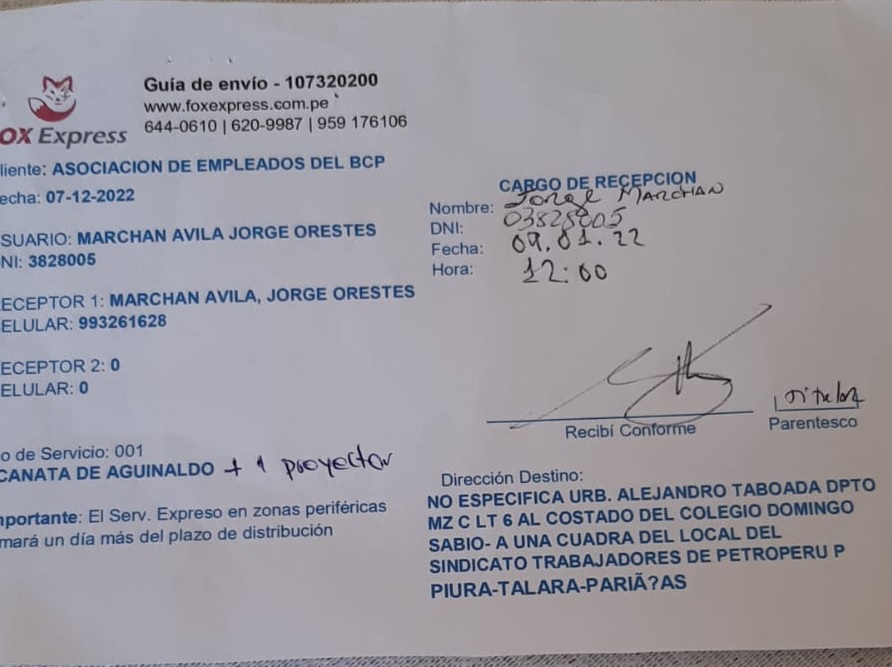 OX Express
Guía de envío - 107320200
www.foxexpress.com.pe
644-0610 | 620-9987 | 959 176106
liente: ASOCIACION DE EMPLEADOS DEL BCP
echa: 07-12-2022
SUARIO: MARCHAN AVILA JORGE ORESTES
NI: 3828005
ECEPTOR 1: MARCHAN AVILA, JORGE ORESTES
ELULAR: 993261628
ECEPTOR 2: 0
ELULAR: 0
o de Servicio: 001
CANATA DE AGUINALDO + 1 proyector
portante: El Serv. Expreso en zonas periféricas
mará un día más del plazo de distribución
CARGO DE RECEPCION
Nombre: Jorge MARCHAN
DNI: 03828005
Fecha: 09.01.22
Hora: 12:00
Recibí Conforme
titular
Parentesco
Dirección Destino:
NO ESPECIFICA URB. ALEJANDRO TABOADA DPTO
MZ C LT 6 AL COSTADO DEL COLEGIO DOMINGO
SABIO- A UNA CUADRA DEL LOCAL DEL
SINDICATO TRABAJADORES DE PETROPERU P
PIURA-TALARA-PARIÃ?AS